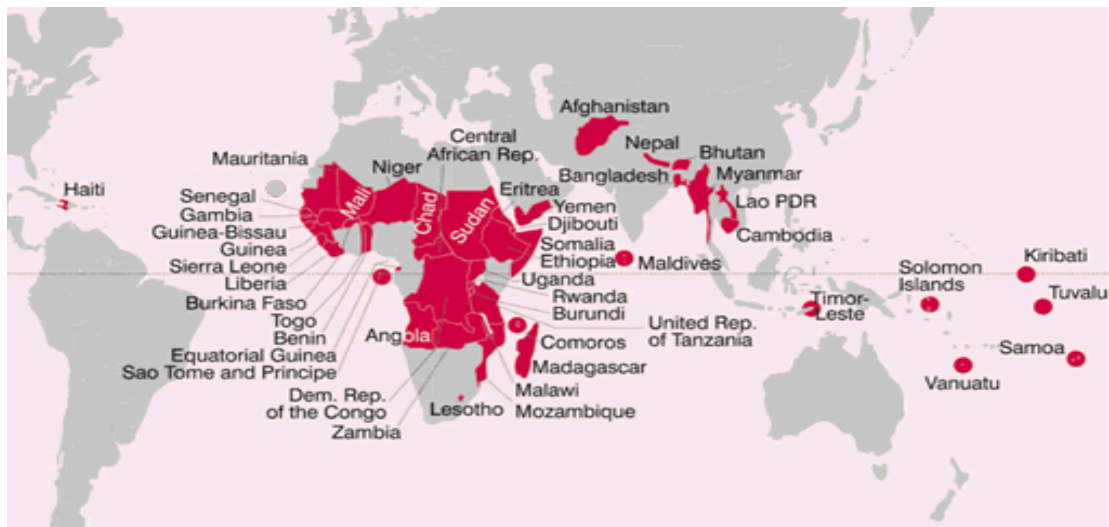 Afghanistan
Central
African Rep.
Nepal
Bhutan
Mauritania
Niger
Bangladesh
Myanmar
Haiti
Senegal
Mali
Chad
Sudan
Eritrea
Yemen
Lao PDR
Gambia
Djibouti
Guinea-Bissau
Cambodia
Guinea
Somalia
Ethiopia
Maldives
Kiribati
Sierra Leone
Uganda
Solomon
Islands
Liberia
Rwanda
Tuvalu
Burkina Faso
Burundi
Timor-
Leste
Togo
United Rep.
of Tanzania
Benin
Angola
Comoros
Samoa
Equatorial Guinea
Sao Tome and Principe
Madagascar
Vanuatu
Dem. Rep.
of the Congo
Malawi
Lesotho
Mozambique
Zambia